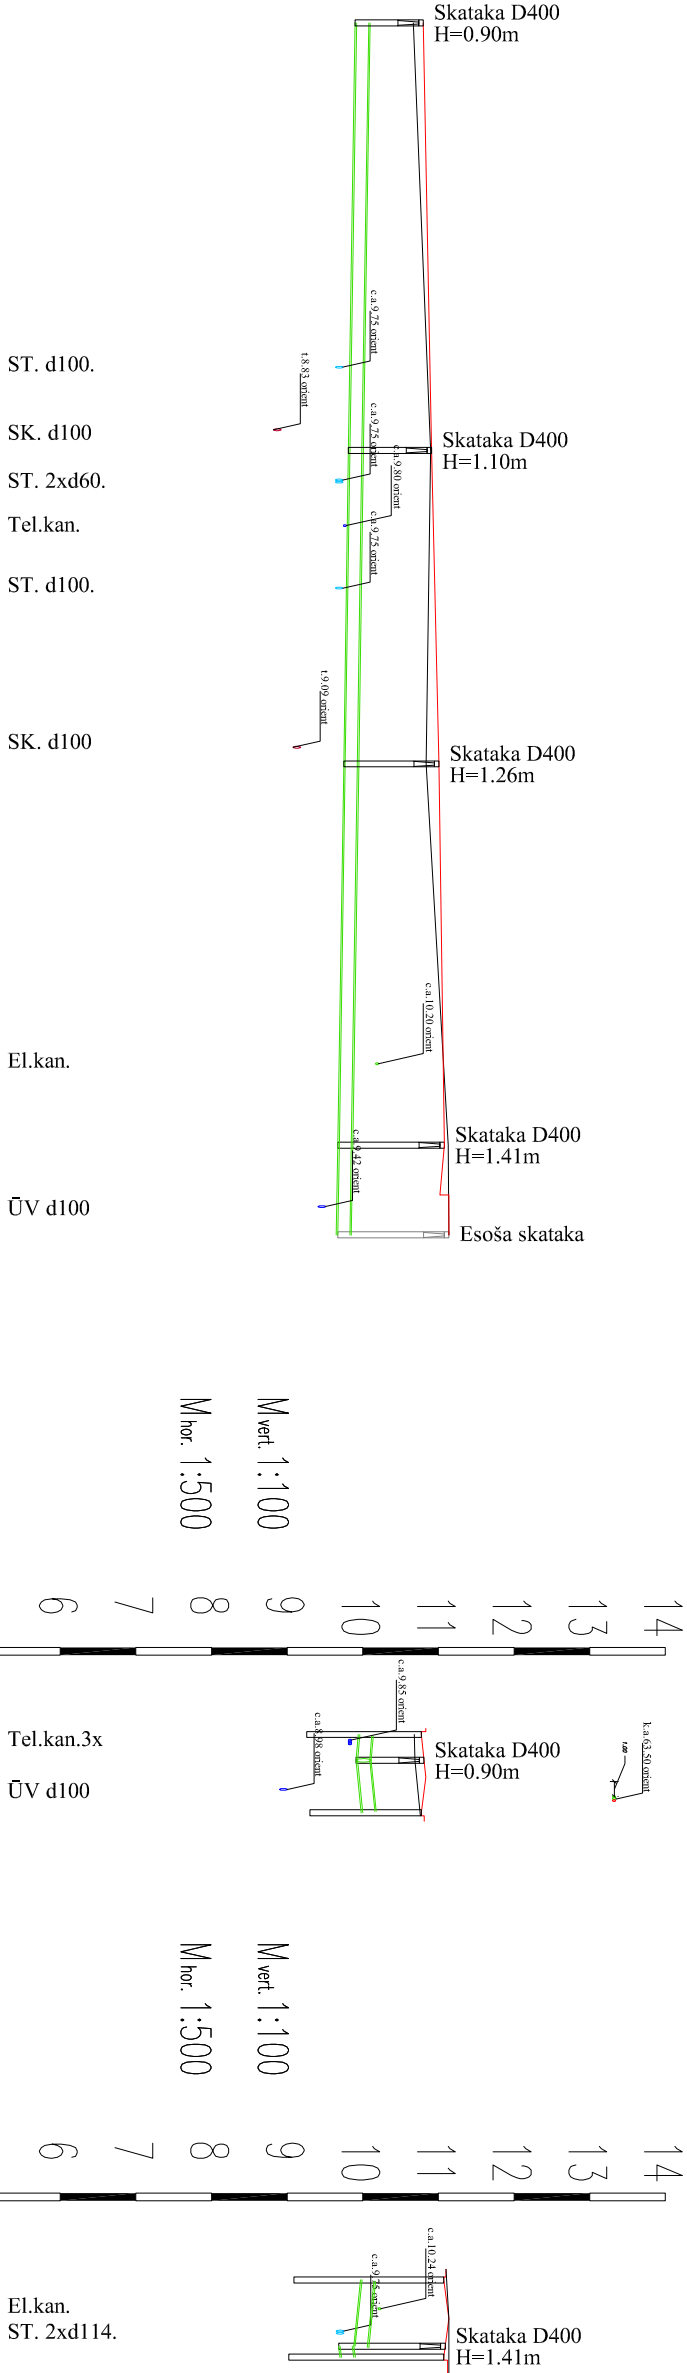 Skataka D400
H=0.90m
c.a.9.75 orient
ST. d100.
t.8.83 orient
SK. d100
c.a.9.75 orient
Skataka D400
H=1.10m
c.a.9.80 orient
ST. 2xd60.
Tel.kan.
c.a.9.75 orient
ST. d100.
t.9.09 orient
SK. d100
Skataka D400
H=1.26m
c.a.10.20 orient
El.kan.
Skataka D400
H=1.41m
c.a.9.42 orient
ŪV d100
Esoša skataka
M vert. 1:100
M hor. 1:500
6 7 8 9 10 11 12 13 14
c.a.9.85 orient
Tel.kan.3x
c.a.8.98 orient
ŪV d100
Skataka D400
H=0.90m
k.a.63.50 orient
1.00
M vert. 1:100
M hor. 1:500
6 7 8 9 10 11 12 13 14
c.a.10.24 orient
c.a.9.75 orient
El.kan.
ST. 2xd114.
Skataka D400
H=1.41m